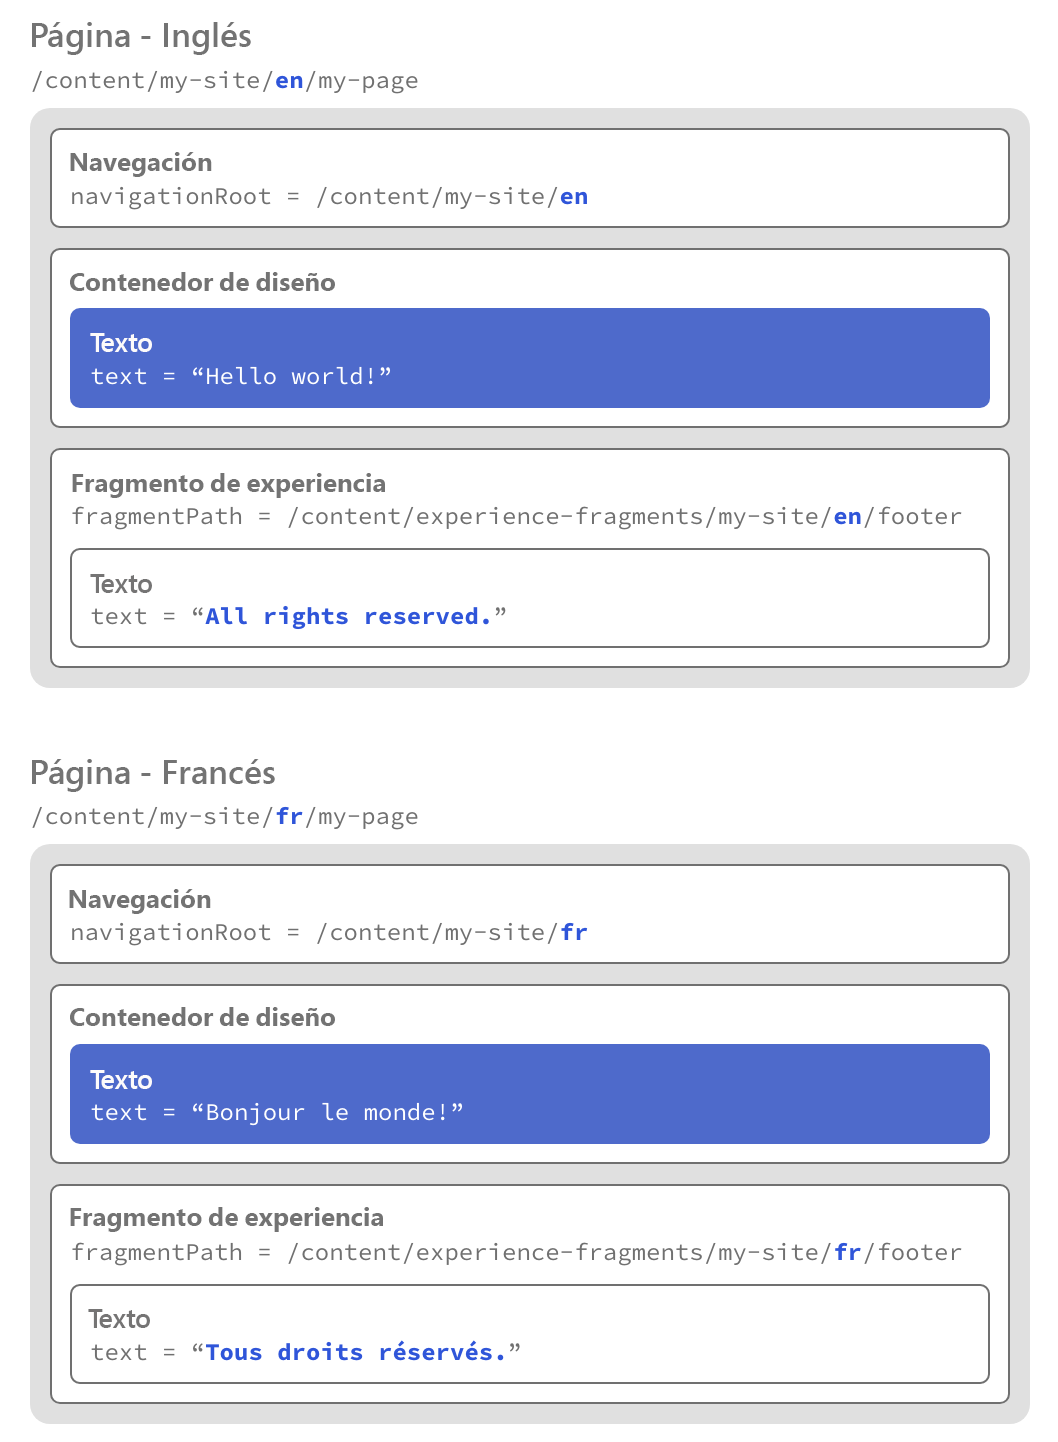 Página - Inglés
/content/my-site/en/my-page
Navegación
navigationRoot = /content/my-site/en
Contenedor de diseño
Texto
text = “Hello world!”
Fragmento de experiencia
fragmentPath = /content/experience-fragments/my-site/en/footer
Texto
text = “All rights reserved.”
Página - Francés
/content/my-site/fr/my-page
Navegación
navigationRoot = /content/my-site/fr
Contenedor de diseño
Texto
text = “Bonjour le monde!”
Fragmento de experiencia
fragmentPath = /content/experience-fragments/my-site/fr/footer
Texto
text = “Tous droits réservés.”